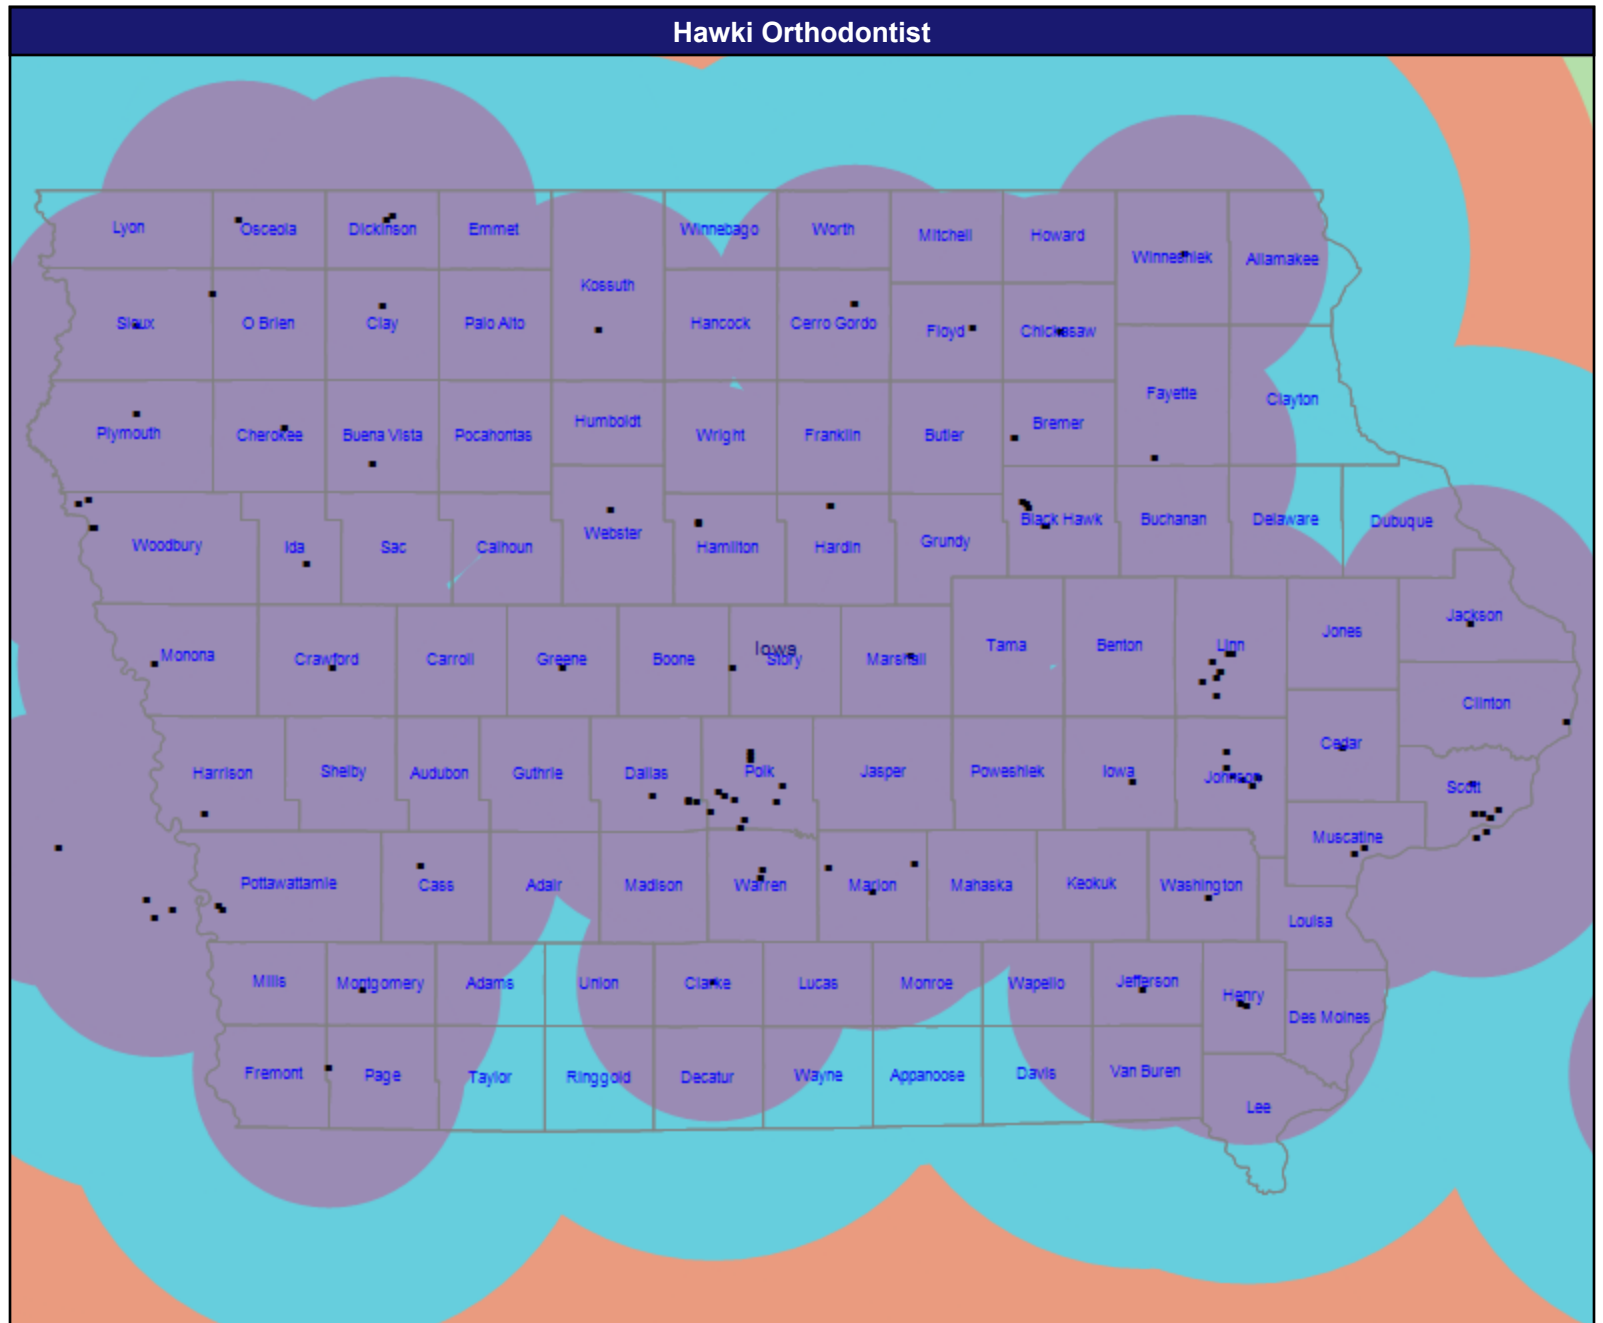 Hawki Orthodontist
Lyon
Osceola
Dickinson
Emmet
Winnebago
Worth
Mitchell
Howard
Winneshiek
Allamakee
Kossuth
Sioux
O Brien
Clay
Palo Alto
Hancock
Cerro Gordo
Floyd
Chickasaw
Fayette
Clayton
Plymouth
Cherokee
Buena Vista
Pocahontas
Humboldt
Wright
Franklin
Butler
Bremer
Woodbury
Ida
Sac
Calhoun
Webster
Hamilton
Hardin
Grundy
Black Hawk
Buchanan
Delaware
Dubuque
Monona
Crawford
Carroll
Greene
Boone
Iowa
Story
Marshall
Tama
Benton
Linn
Jones
Jackson
Clinton
Harrison
Shelby
Audubon
Guthrie
Dallas
Polk
Jasper
Poweshiek
Iowa
Johnson
Cedar
Scott
Muscatine
Pottawattamie
Cass
Adair
Madison
Warren
Marion
Mahaska
Keokuk
Washington
Louisa
Mills
Montgomery
Adams
Union
Clarke
Lucas
Monroe
Wapello
Jefferson
Henry
Des Moines
Fremont
Page
Taylor
Ringgold
Decatur
Wayne
Appanoose
Davis
Van Buren
Lee